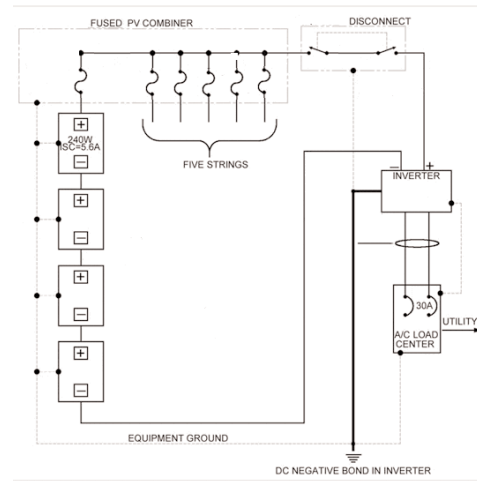 FUSED PV COMBINER
DISCONNECT
+
240W
ISC=5.6A
−
FIVE STRINGS
− +
INVERTER
+
−
+
−
30A
UTILITY
A/C LOAD
CENTER
+
−
EQUIPMENT GROUND
DC NEGATIVE BOND IN INVERTER